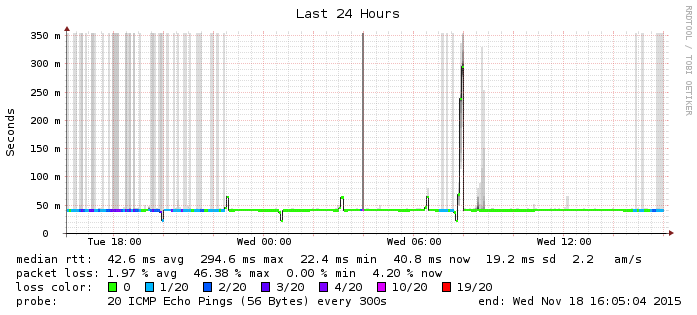 Last 24 Hours
RRDTOOL / TOBI OETIKER
Seconds
350 m
300 m
250 m
200 m
150 m
100 m
50 m
0
Tue 18:00 Wed 00:00 Wed 06:00 Wed 12:00
median rtt: 42.6 ms avg 294.6 ms max 22.4 ms min 40.8 ms now 19.2 ms sd 2.2 am/s
packet loss: 1.97 % avg 46.38 % max 0.00 % min 4.20 % now
loss color: 0 1/20 2/20 3/20 4/20 10/20 19/20
probe: 20 ICMP Echo Pings (56 Bytes) every 300s end: Wed Nov 18 16:05:04 2015